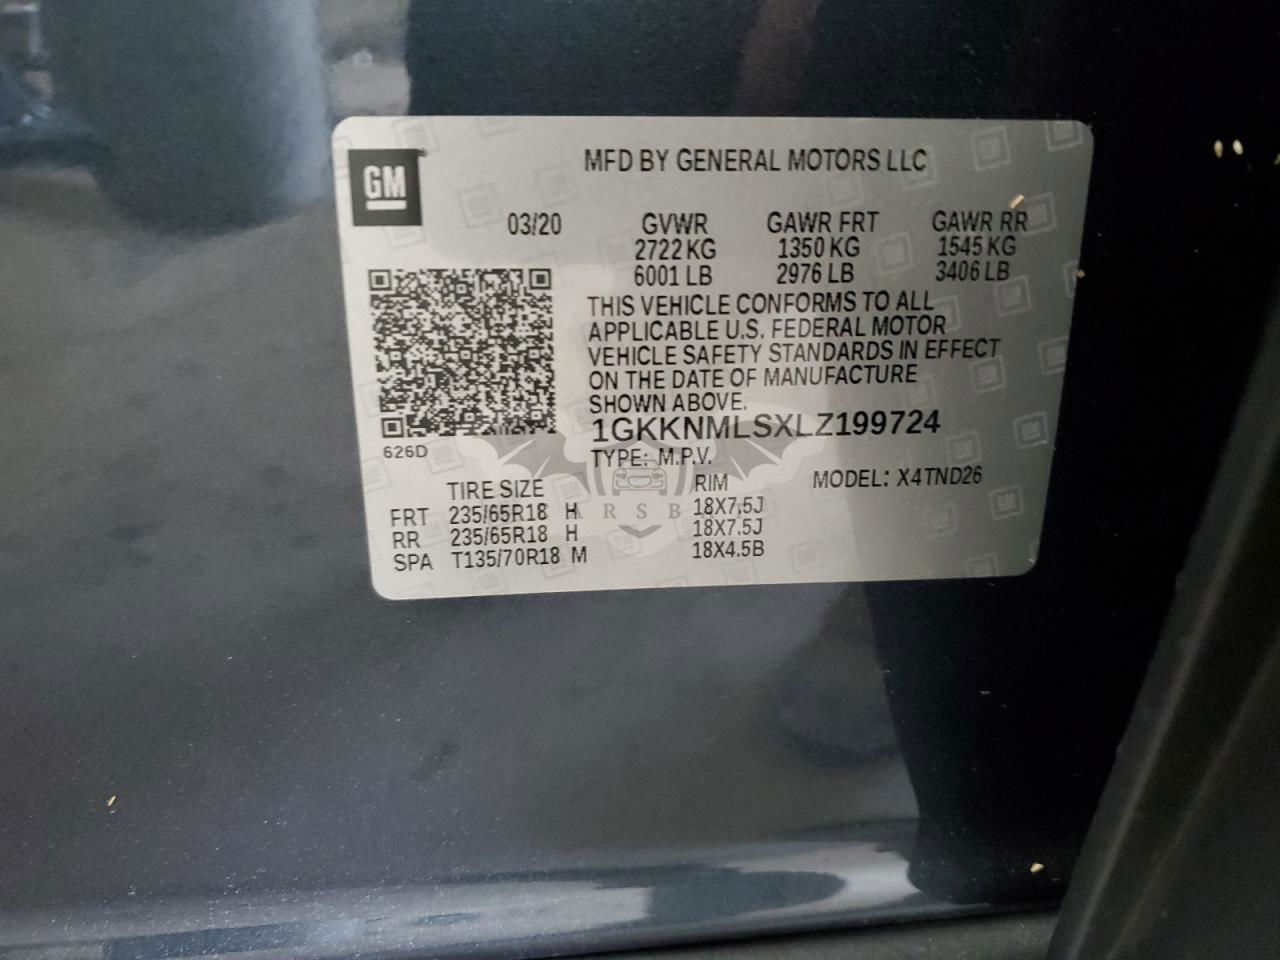 GM
MFD BY GENERAL MOTORS LLC
03/20 GVWR GAWR FRT GAWR RR
2722 KG 1350 KG 1545 KG
6001 LB 2976 LB 3406 LB
THIS VEHICLE CONFORMS TO ALL
APPLICABLE U.S. FEDERAL MOTOR
VEHICLE SAFETY STANDARDS IN EFFECT
ON THE DATE OF MANUFACTURE
SHOWN ABOVE.
1GKKNMLSXLZ199724
626D
TYPE: M.P.V.
MODEL: X4TND26
TIRE SIZE RIM
FRT 235/65R18 H 18X7.5J
RR 235/65R18 H 18X7.5J
SPA T135/70R18 M 18X4.5B